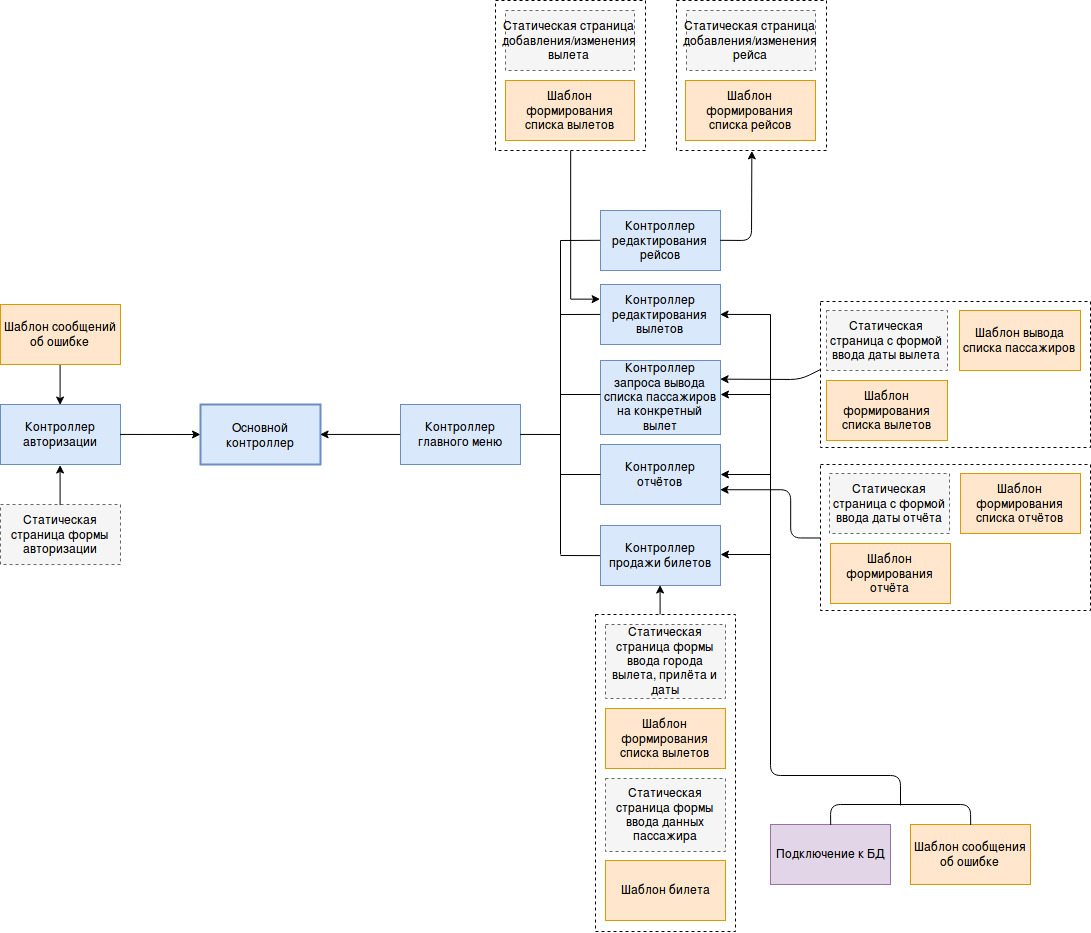 Статическая страница
добавления/изменения
вылета
Шаблон
формирования
списка вылетов
Статическая страница
добавления/изменения
рейса
Шаблон
формирования
списка рейсов
Контроллер
редактирования
рейсов
Контроллер
редактирования
вылетов
Контроллер
запроса вывода
списка пассажиров
на конкретный
вылет
Контроллер
отчётов
Контроллер
продажи билетов
Шаблон сообщений
об ошибке
Контроллер
авторизации
Статическая
страница формы
авторизации
Основной
контроллер
Контроллер
главного меню
Статическая
страница с формой
ввода даты вылета
Шаблон вывода
списка пассажиров
Шаблон
формирования
списка вылетов
Статическая
страница с формой
ввода даты отчёта
Шаблон
формирования
списка отчётов
Шаблон
формирования
отчёта
Статическая
страница формы
ввода города
вылета, прилёта и
даты
Шаблон
формирования
списка вылетов
Статическая
страница формы
ввода данных
пассажира
Шаблон билета
Подключение к БД
Шаблон сообщения
об ошибке